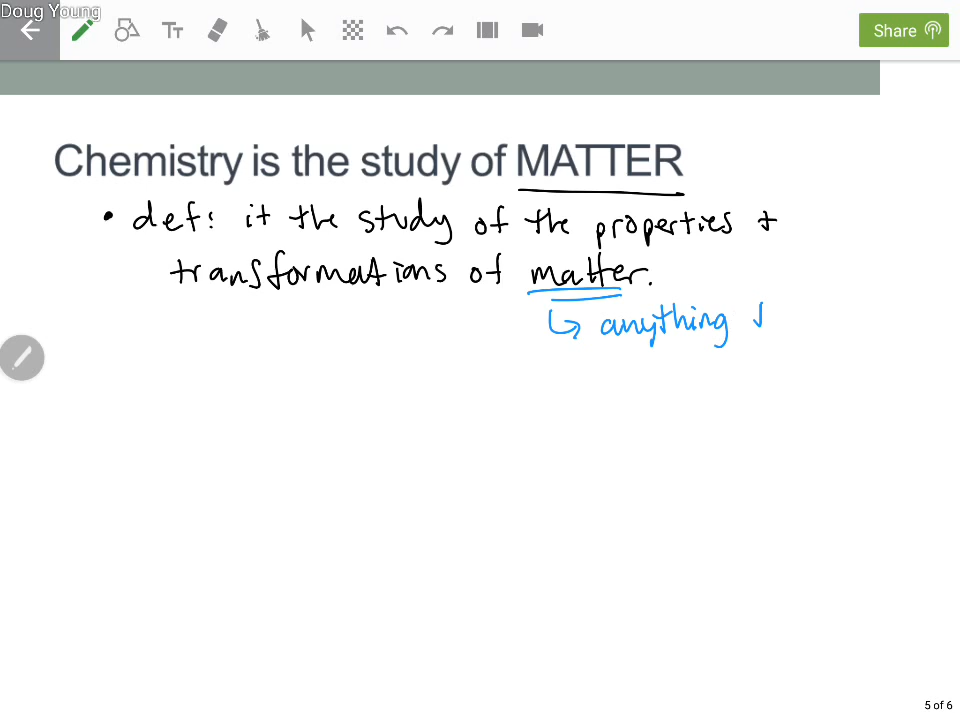 Doug Young
Share
Chemistry is the study of MATTER
• def: it the study of the properties +
transformations of matter.
↳ anything
5 of 6